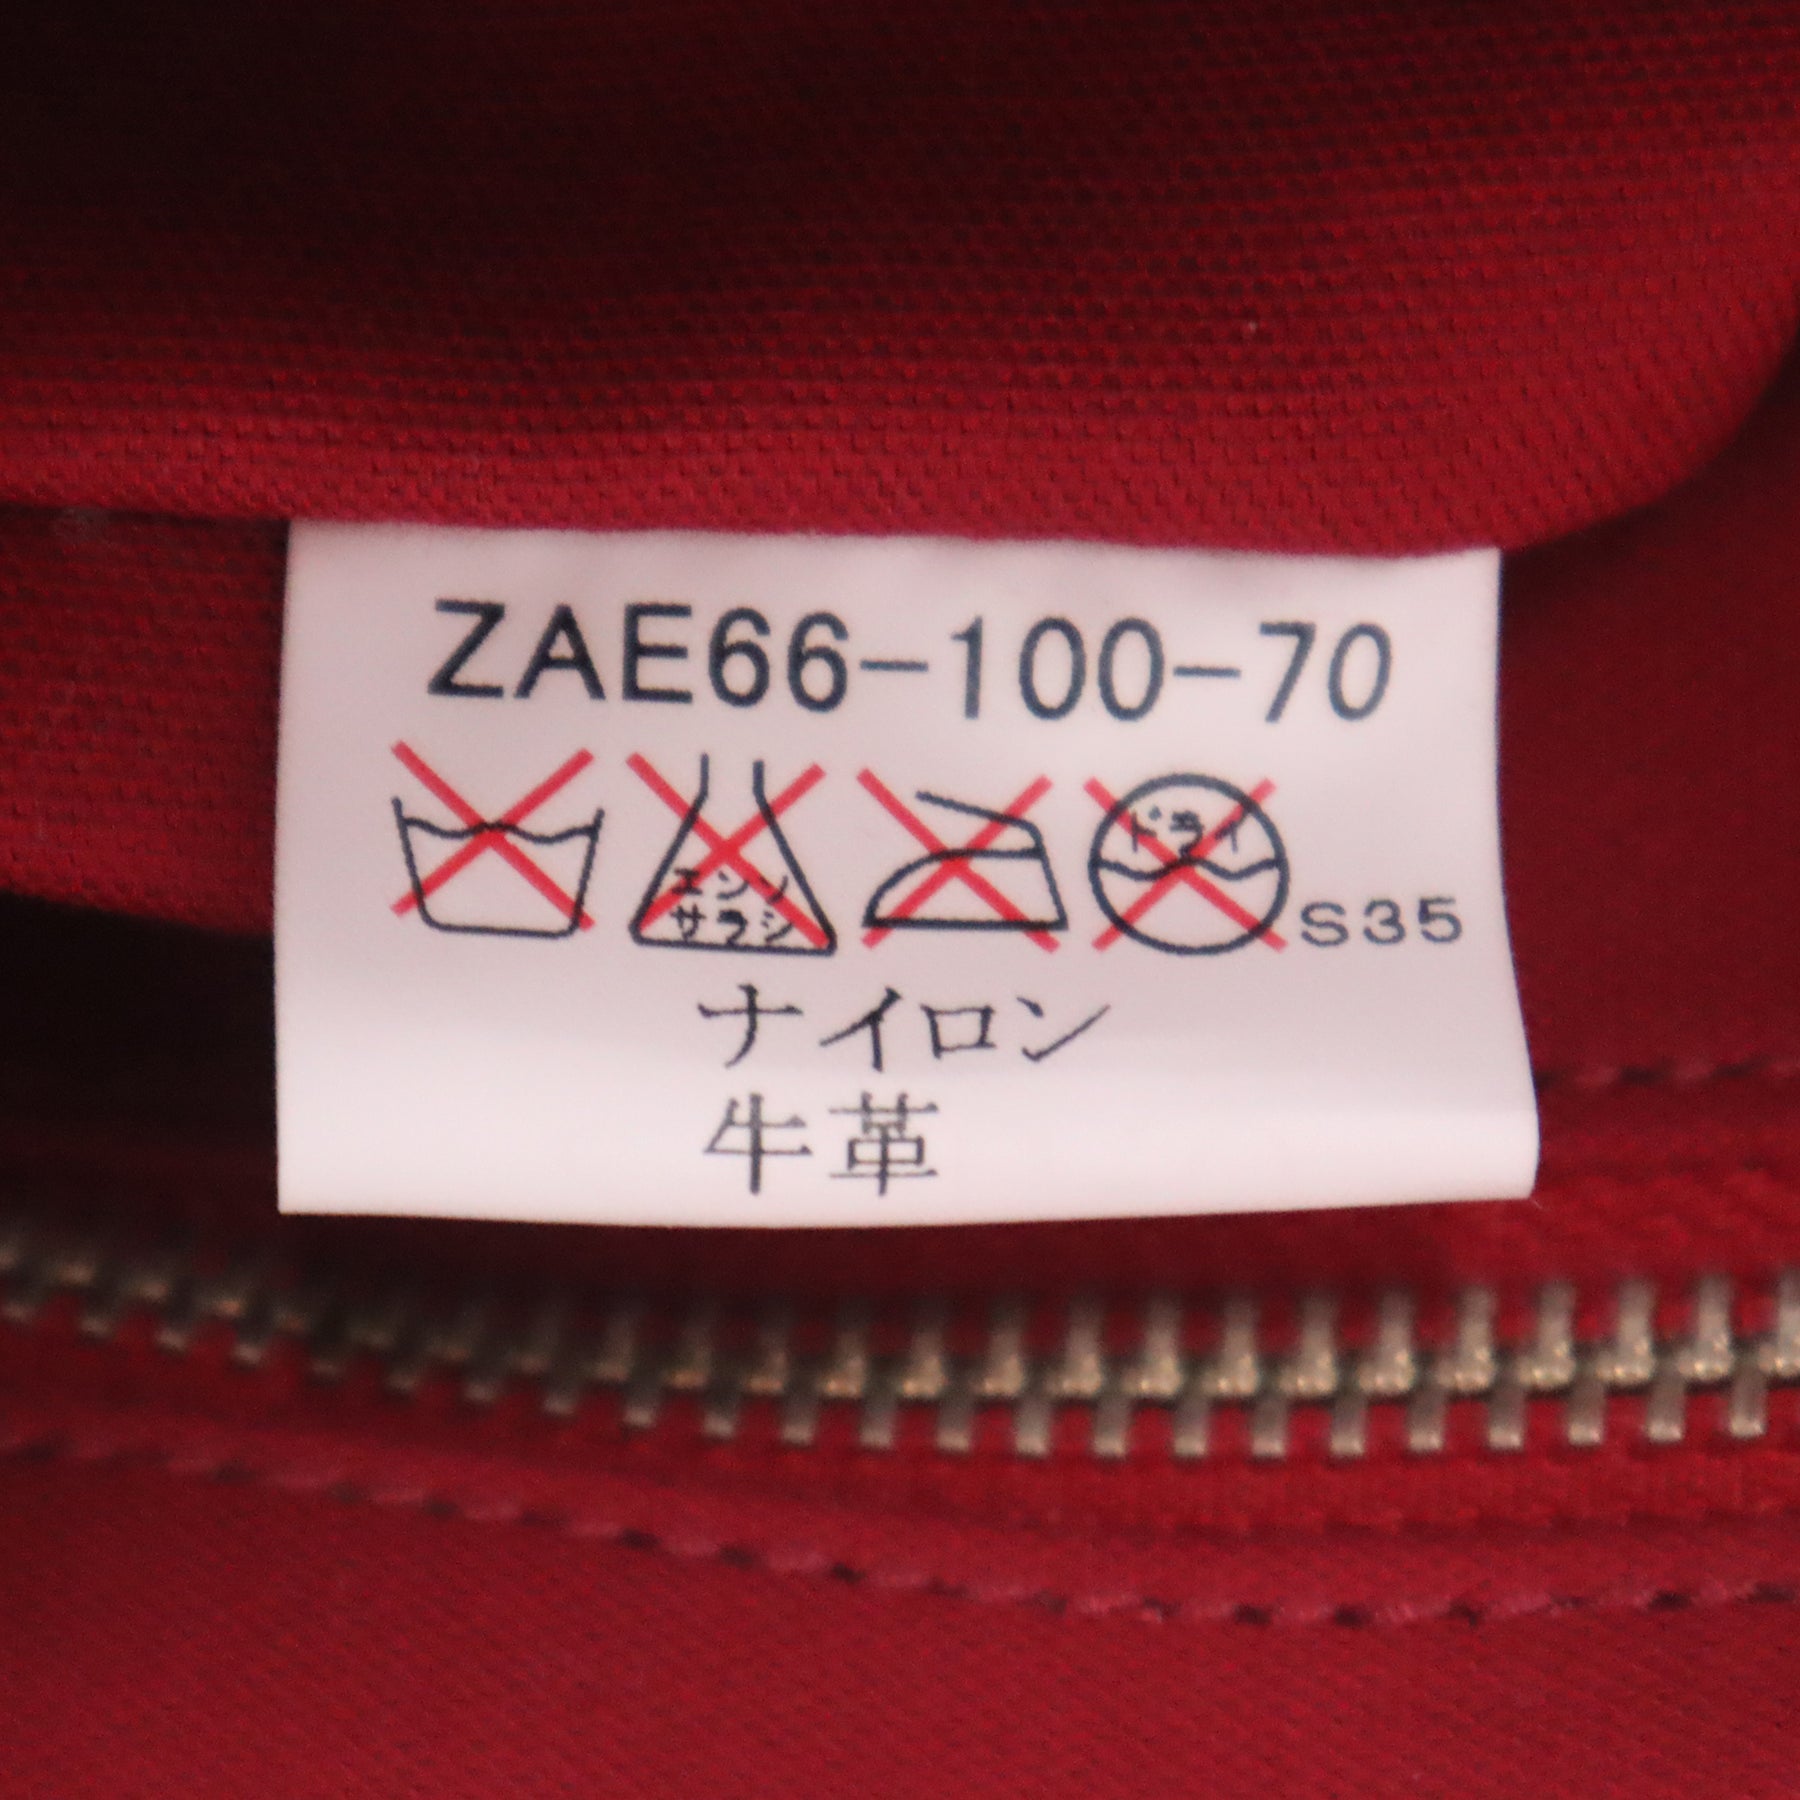 ZAE66-100-70
エンソ
サラシ
ドライ
S35
ナイロン
牛革